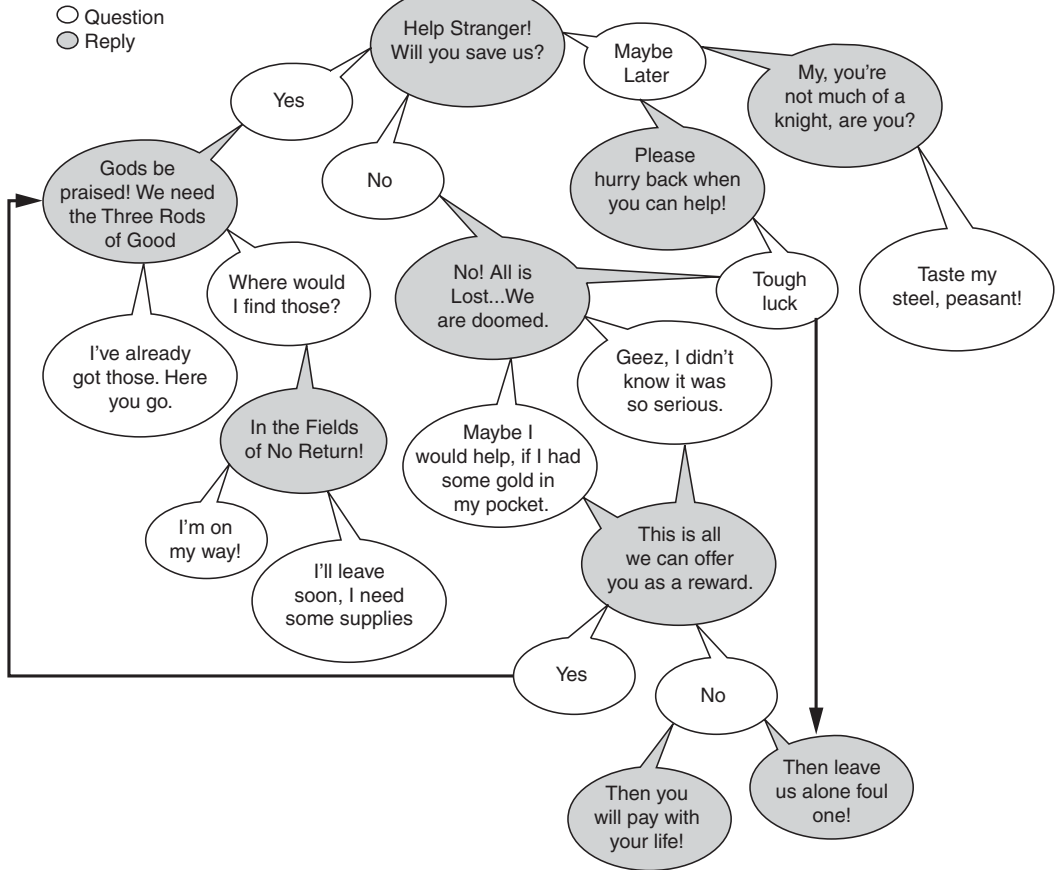 Question
Reply
Help Stranger!
Will you save us?
Maybe
Later
My, you're
not much of a
knight, are you?
Yes
No
Please
hurry back when
you can help!
Gods be
praised! We need
the Three Rods
of Good
Where would
I find those?
No! All is
Lost...We
are doomed.
Tough
luck
Taste my
steel, peasant!
I've already
got those. Here
you go.
Geez, I didn't
know it was
so serious.
In the Fields
of No Return!
Maybe I
would help, if I had
some gold in
my pocket.
I'm on
my way!
I'll leave
soon, I need
some supplies
This is all
we can offer
you as a reward.
Yes
No
Then you
will pay with
your life!
Then leave
us alone foul
one!